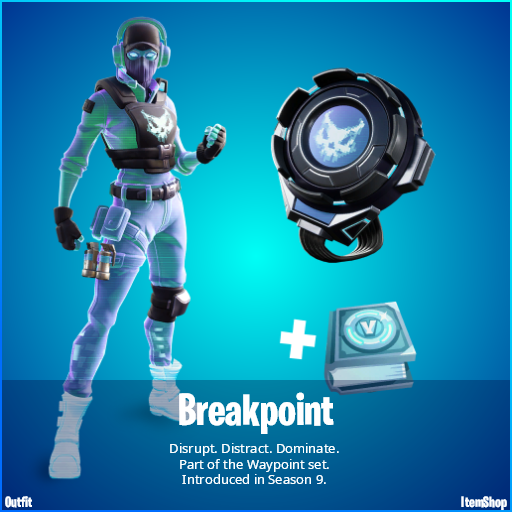 V
Breakpoint
Disrupt. Distract. Dominate.
Part of the Waypoint set.
Introduced in Season 9.
Outfit
ItemShop